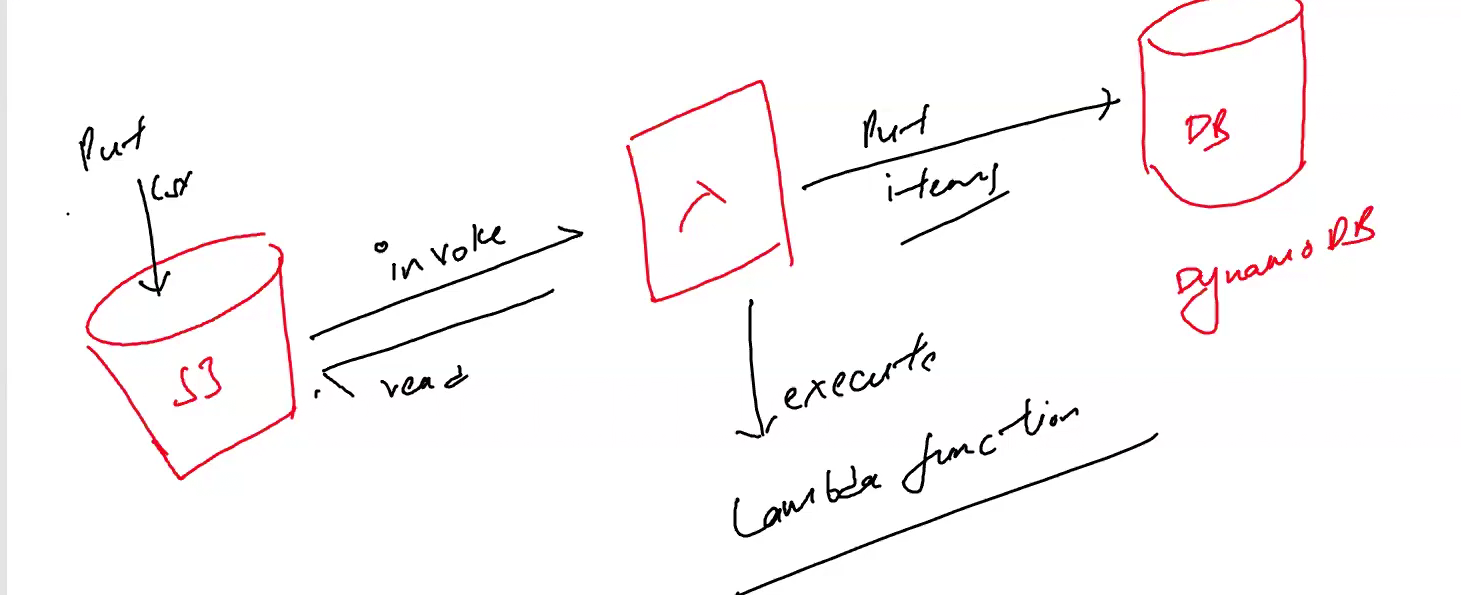 Put
csv
S3
invoke
read
λ
execute
Lambda function
Put
items
DB
DynamoDB